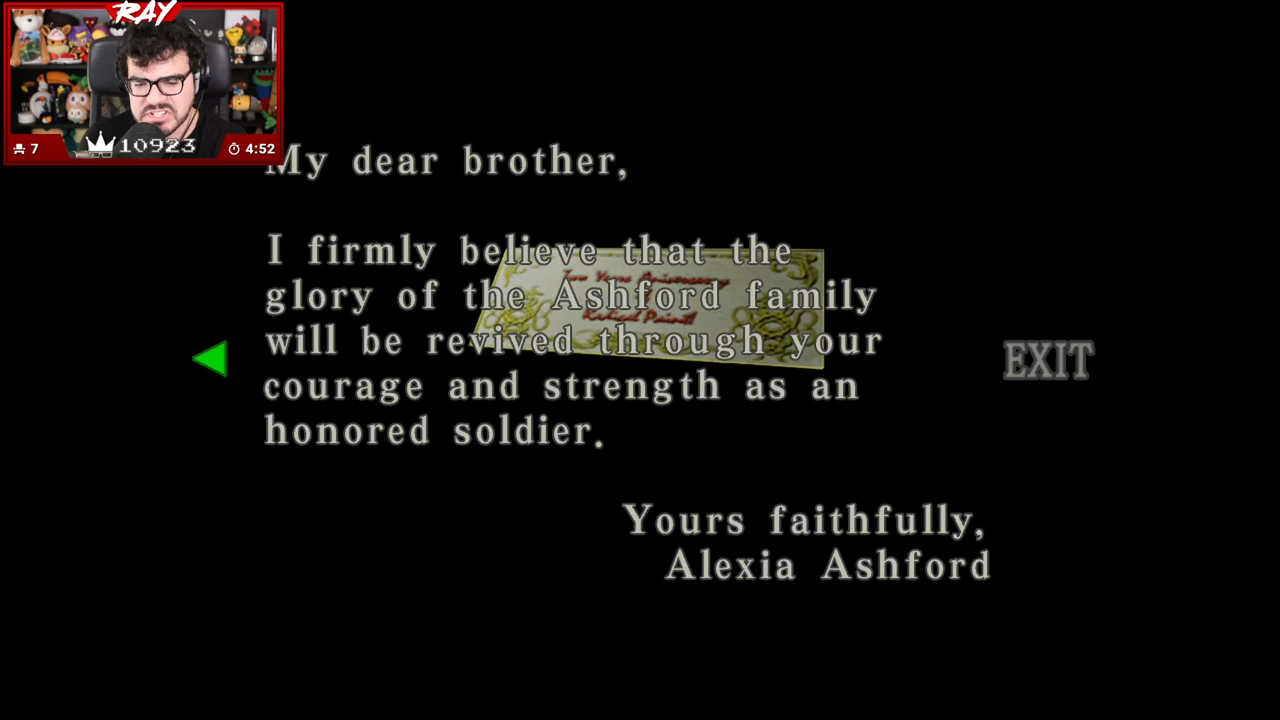 RAY
7
10923
4:52
My dear brother,
I firmly believe that the
glory of the Ashford family
will be revived through your
courage and strength as an
honored soldier.
EXIT
Yours faithfully,
Alexia Ashford